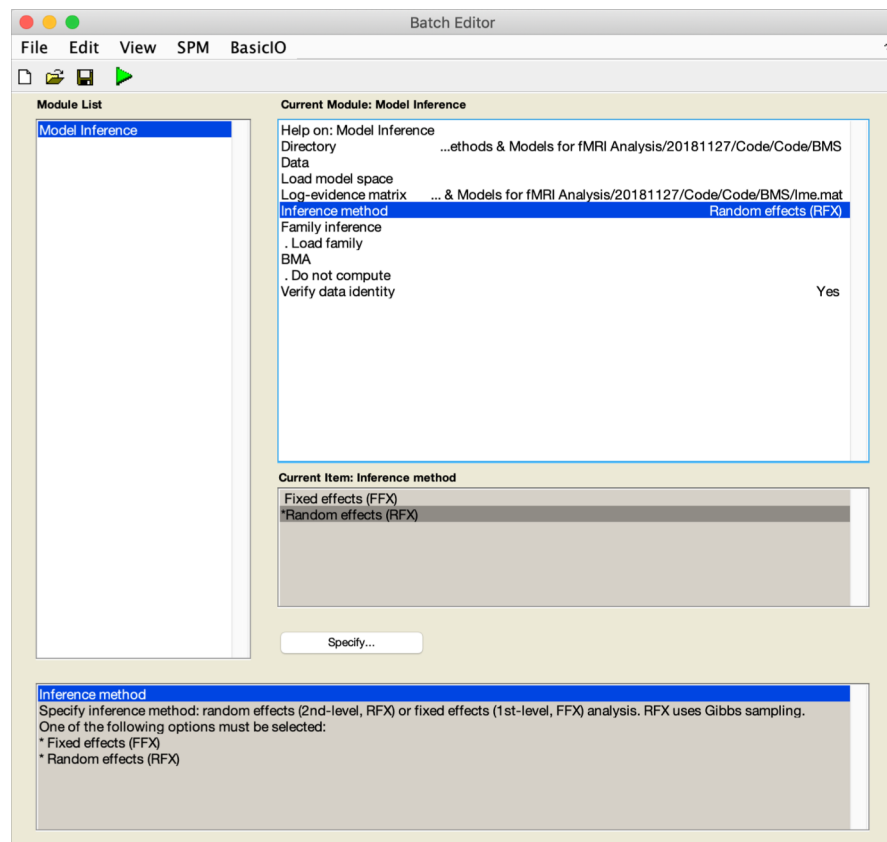 Batch Editor
File Edit View SPM BasicIO
Module List
Current Module: Model Inference
Model Inference
Help on: Model Inference
Directory ...ethods & Models for fMRI Analysis/20181127/Code/Code/BMS
Data
Load model space
Log-evidence matrix ... & Models for fMRI Analysis/20181127/Code/Code/BMS/lme.mat
Inference method Random effects (RFX)
Family inference
. Load family
BMA
. Do not compute
Verify data identity Yes
Current Item: Inference method
Fixed effects (FFX)
*Random effects (RFX)
Specify...
Inference method
Specify inference method: random effects (2nd-level, RFX) or fixed effects (1st-level, FFX) analysis. RFX uses Gibbs sampling.
One of the following options must be selected:
* Fixed effects (FFX)
* Random effects (RFX)